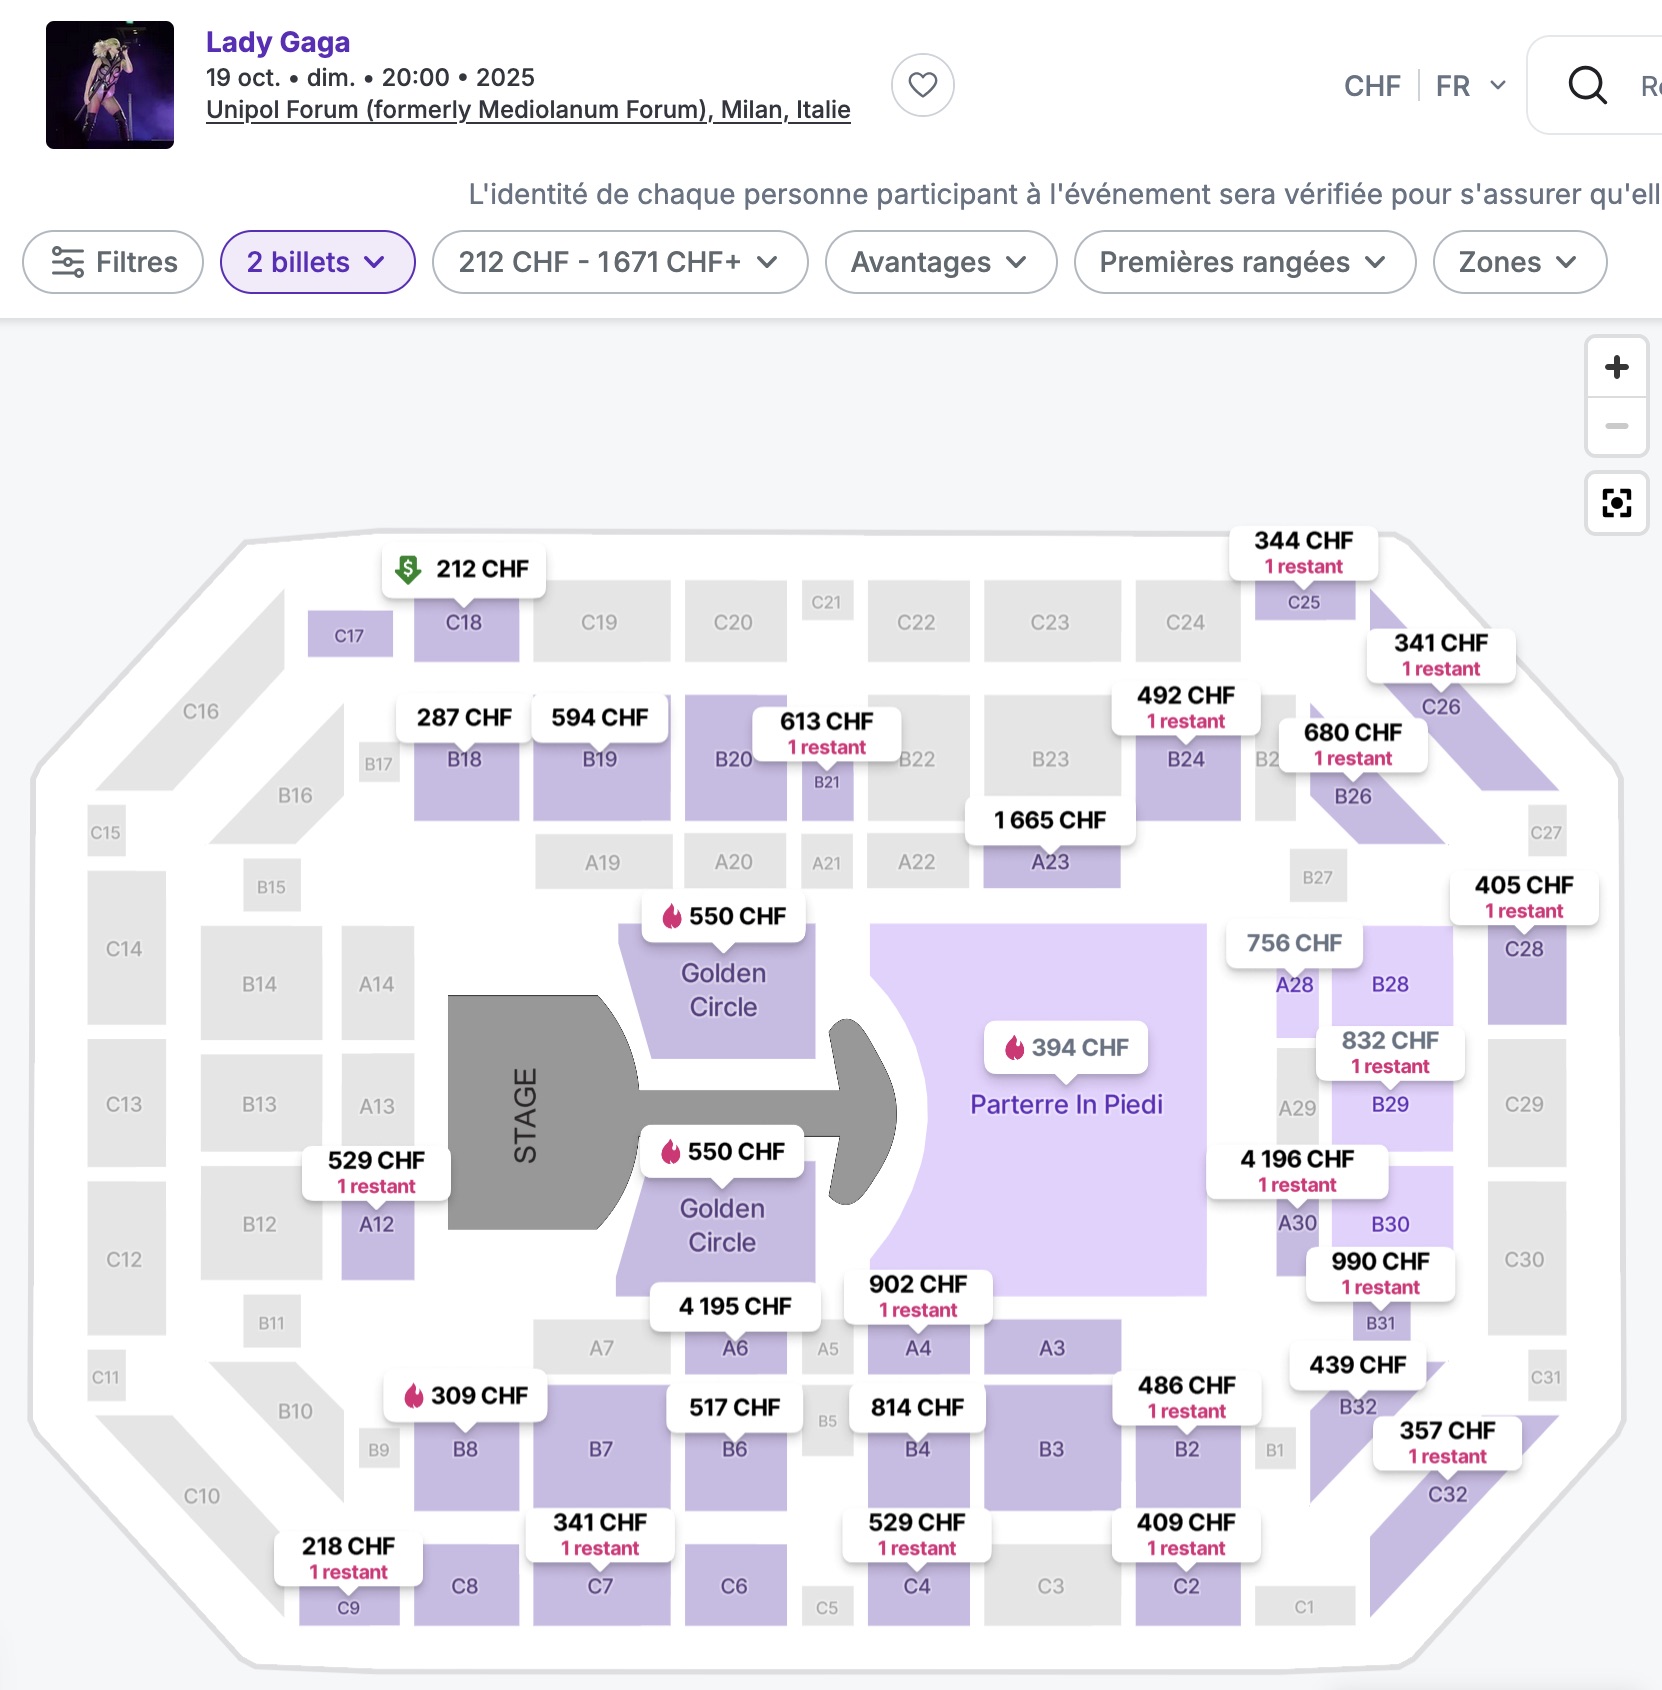 Lady Gaga
19 oct. • dim. • 20:00 • 2025
Unipol Forum (formerly Mediolanum Forum), Milan, Italie
CHF
FR
L'identité de chaque personne participant à l'événement sera vérifiée pour s'assurer
Filtres
2 billets
212 CHF - 1 671 CHF+
Avantages
Premières rangées
Zones
344 CHF
1 restant
212 CHF
C17
C18
C19
C20
C21
C22
C23
C24
C25
341 CHF
1 restant
C26
C16
287 CHF
594 CHF
613 CHF
1 restant
492 CHF
1 restant
680 CHF
1 restant
B16
B17
B18
B19
B20
B21
B22
B23
B24
B26
1 665 CHF
C15
A19
A20
A21
A22
A23
C27
B15
B27
405 CHF
1 restant
550 CHF
Golden
Circle
756 CHF
C14
B14
A14
A28
B28
C28
394 CHF
Parterre In Piedi
832 CHF
1 restant
C13
B13
A13
STAGE
A29
B29
C29
529 CHF
1 restant
550 CHF
Golden
Circle
4 196 CHF
1 restant
C12
B12
A12
A30
B30
C30
990 CHF
1 restant
B31
4 195 CHF
902 CHF
1 restant
B11
A7
A6
A5
A4
A3
C11
439 CHF
C31
309 CHF
517 CHF
814 CHF
486 CHF
1 restant
B10
B9
B8
B7
B6
B5
B4
B3
B2
B1
B32
357 CHF
1 restant
C32
C10
218 CHF
1 restant
341 CHF
1 restant
529 CHF
1 restant
409 CHF
1 restant
C9
C8
C7
C6
C5
C4
C3
C2
C1